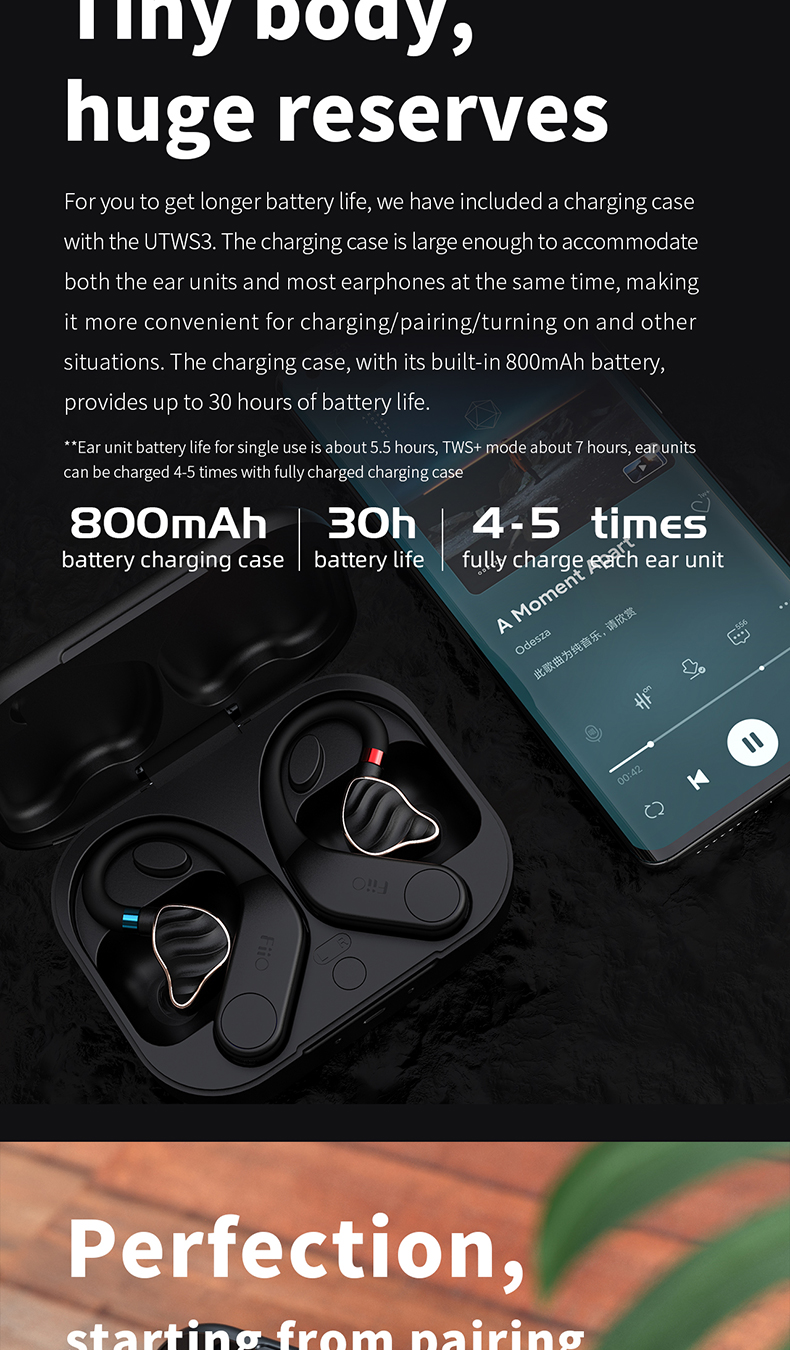 Tiny body,
huge reserves
For you to get longer battery life, we have included a charging case
with the UTWS3. The charging case is large enough to accommodate
both the ear units and most earphones at the same time, making
it more convenient for charging/pairing/turning on and other
situations. The charging case, with its built-in 800mAh battery,
provides up to 30 hours of battery life.
**Ear unit battery life for single use is about 5.5 hours, TWS+ mode about 7 hours, ear units
can be charged 4-5 times with fully charged charging case
800mAh
battery charging case
30h
battery life
4-5 times
fully charge each ear unit
A Moment Apart
Odesza
此歌曲为纯音乐，请欣赏
556
on
00:42
FiiO
FiiO
Perfection,
starting from pairing